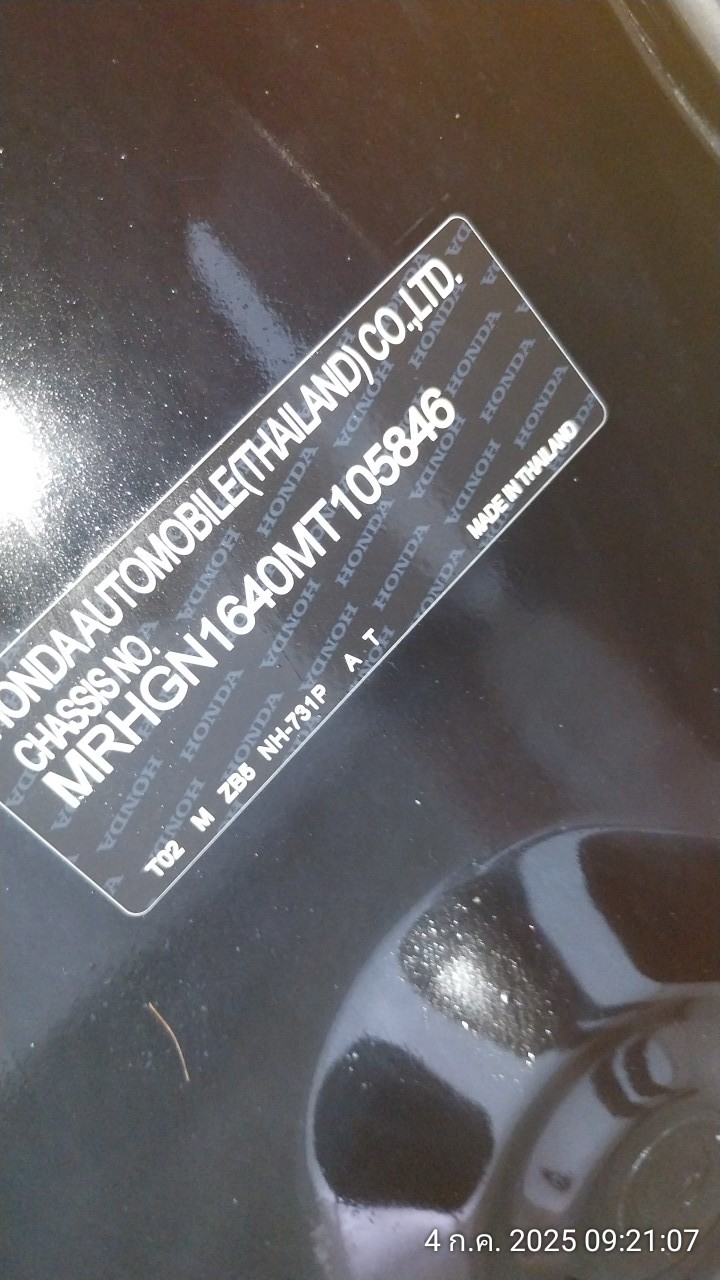 HONDA AUTOMOBILE (THAILAND) CO.,LTD.
CHASSIS NO.
MRHGN1640MT105846
MADE IN THAILAND
T02 M ZB5 NH-731P A T
4 ก.ค. 2025 09:21:07